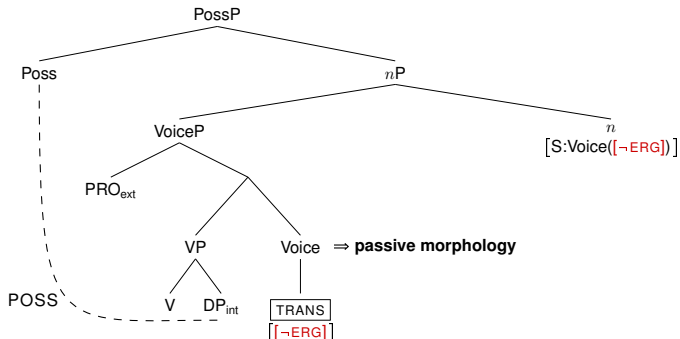 PossP
Poss
nP
VoiceP
n
[S:Voice([¬ERG])]
PROext
VP
Voice ⇒ passive morphology
POSS
V
DPint
TRANS
[[¬ERG]]